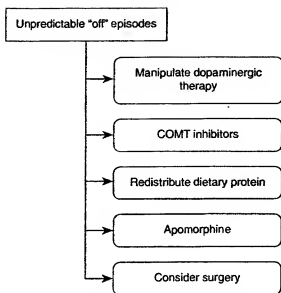 Unpredictable "off" episodes
Manipulate dopaminergic
therapy
COMT inhibitors
Redistribute dietary protein
Apomorphine
Consider surgery